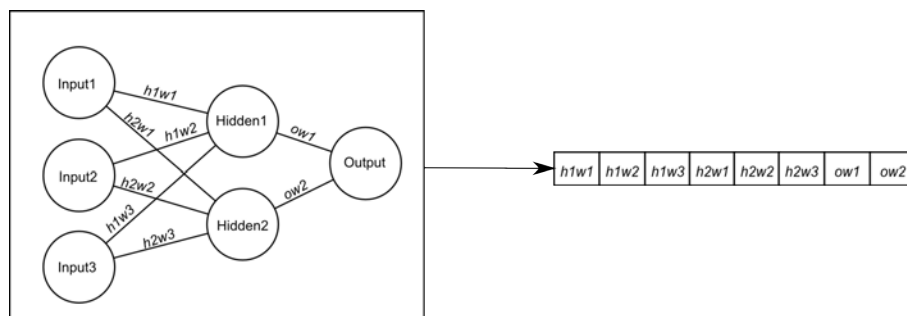 Input1
h1w1
h2w1
Hidden1
h1w2
ow1
Input2
Output
h2w2
ow2
h1w3
Hidden2
h2w3
Input3
h1w1 h1w2 h1w3 h2w1 h2w2 h2w3 ow1 ow2